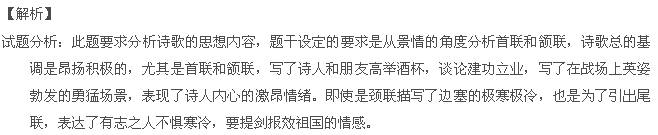 【解析】
试题分析：此题要求分析诗歌的思想内容，题干设定的要求是从景情的角度分析首联和颔联，诗歌总的基
调是昂扬积极的，尤其是首联和颔联，写了诗人和朋友高举酒杯，谈论建功立业，写了在战场上英姿
勃发的勇猛场景，表现了诗人内心的激昂情绪。即使是颈联描写了边塞的极寒极冷，也是为了引出尾
联，表达了有志之人不惧寒冷，要提剑报效祖国的情感。